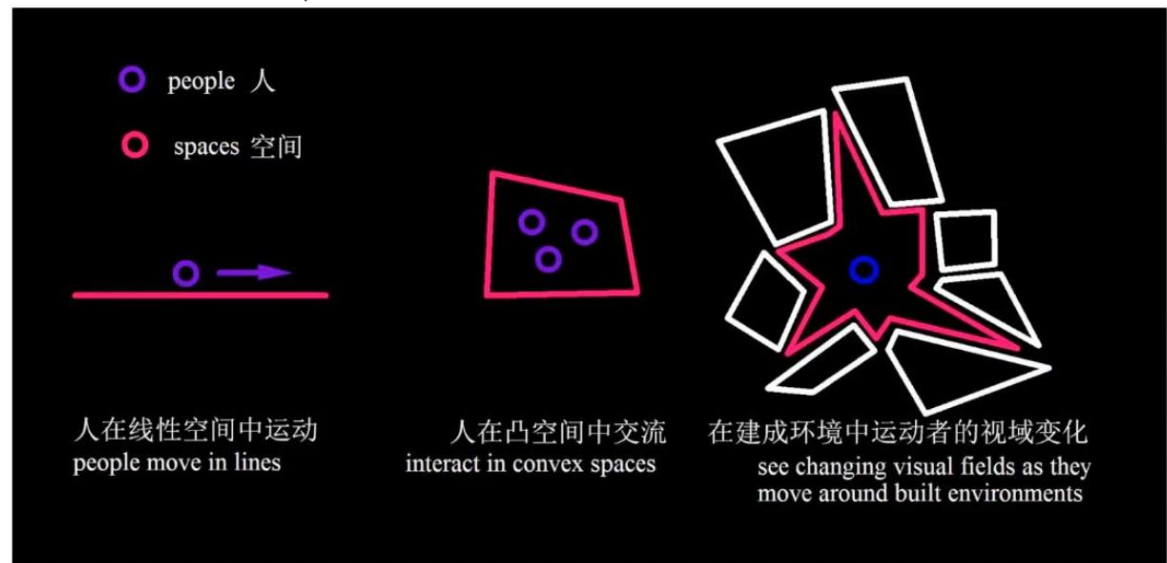 people 人
spaces 空间
人在线性空间中运动
people move in lines
人在凸空间中交流
interact in convex spaces
在建成环境中运动者的视域变化
see changing visual fields as they
move around built environments